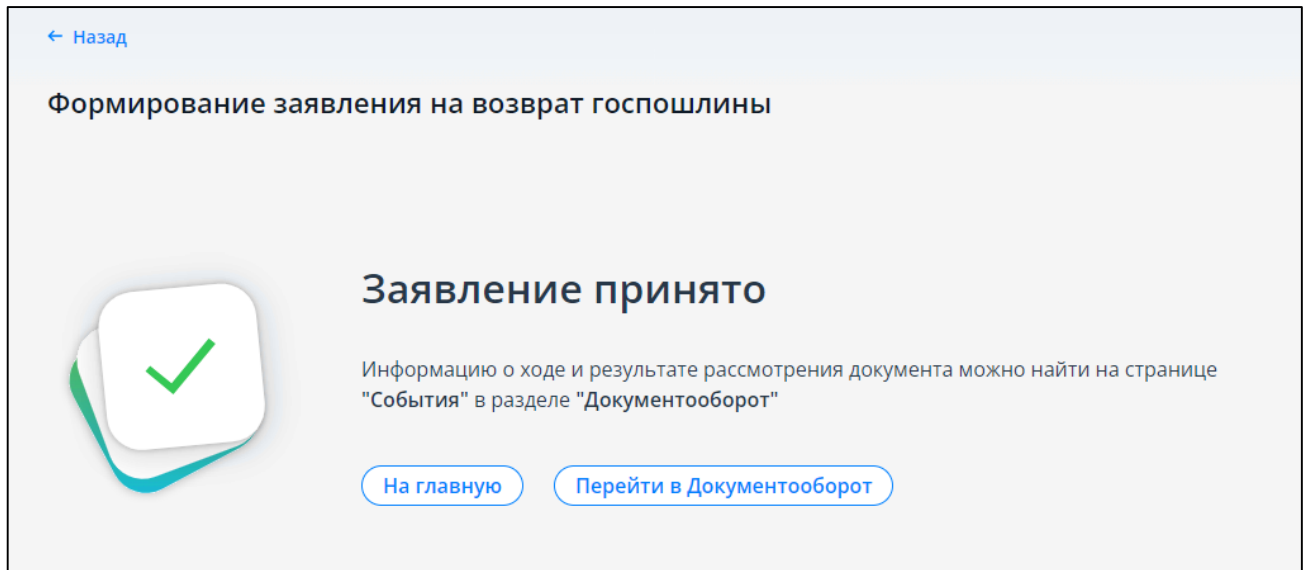 ← Назад
Формирование заявления на возврат госпошлины
Заявление принято
Информацию о ходе и результате рассмотрения документа можно найти на странице
"События" в разделе "Документооборот"
На главную
Перейти в Документооборот